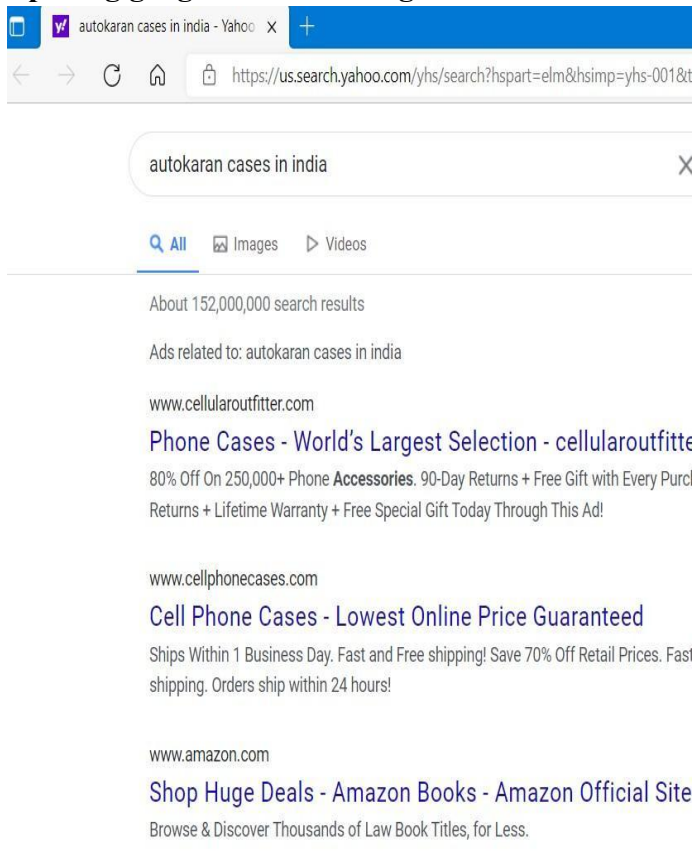 autokaran cases in india - Yahoo
https://us.search.yahoo.com/yhs/search?hspart=elm&hsimp=yhs-001&t
autokaran cases in india
All Images Videos
About 152,000,000 search results
Ads related to: autokaran cases in india
www.cellularoutfitter.com
Phone Cases - World's Largest Selection - cellularoutfitte
80% Off On 250,000+ Phone Accessories. 90-Day Returns + Free Gift with Every Purc
Returns + Lifetime Warranty + Free Special Gift Today Through This Ad!
www.cellphonecases.com
Cell Phone Cases - Lowest Online Price Guaranteed
Ships Within 1 Business Day. Fast and Free shipping! Save 70% Off Retail Prices. Fast
shipping. Orders ship within 24 hours!
www.amazon.com
Shop Huge Deals - Amazon Books - Amazon Official Site
Browse & Discover Thousands of Law Book Titles, for Less.